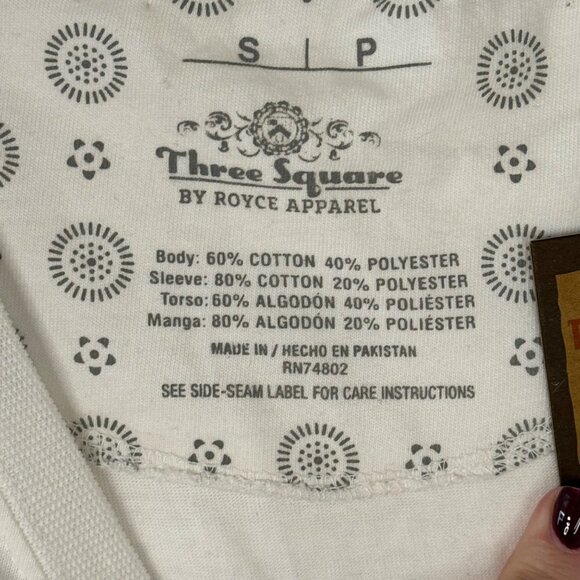 S | P
Three Square
BY ROYCE APPAREL
Body: 60% COTTON 40% POLYESTER
Sleeve: 80% COTTON 20% POLYESTER
Torso: 60% ALGODÓN 40% POLIÉSTER
Manga: 80% ALGODÓN 20% POLIÉSTER
MADE IN / HECHO EN PAKISTAN
RN74802
SEE SIDE-SEAM LABEL FOR CARE INSTRUCTIONS